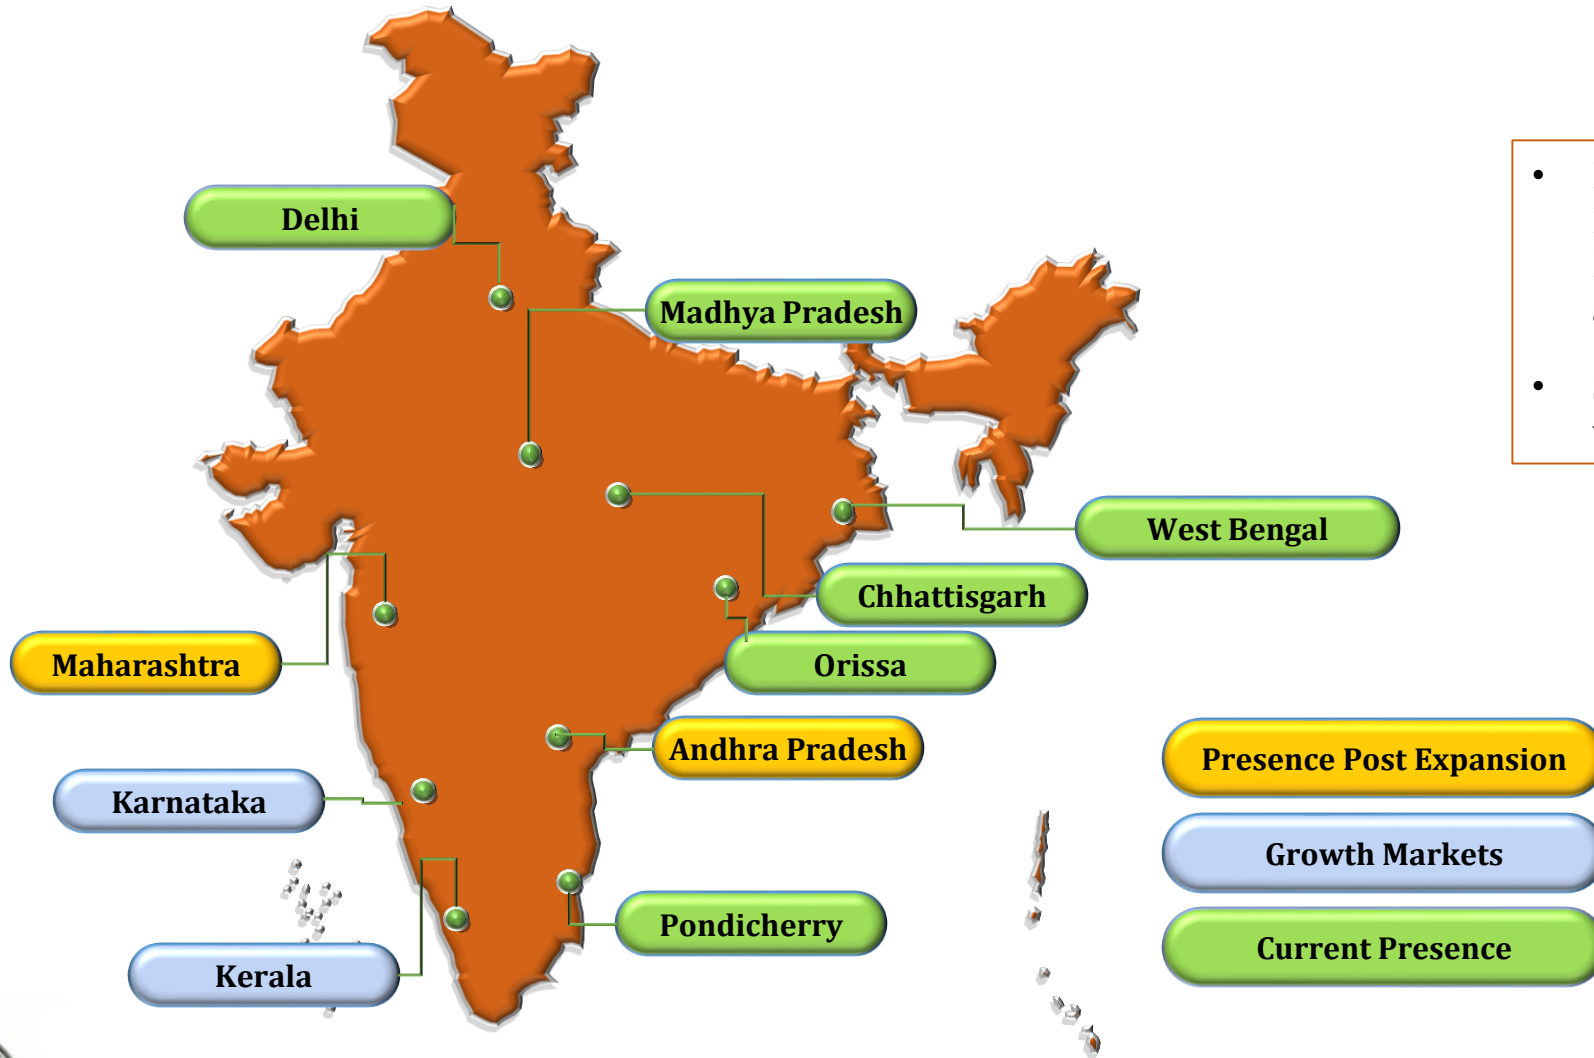 Delhi
Madhya Pradesh
West Bengal
Chhattisgarh
Maharashtra
Orissa
Andhra Pradesh
Presence Post Expansion
Karnataka
Growth Markets
Pondicherry
Current Presence
Kerala